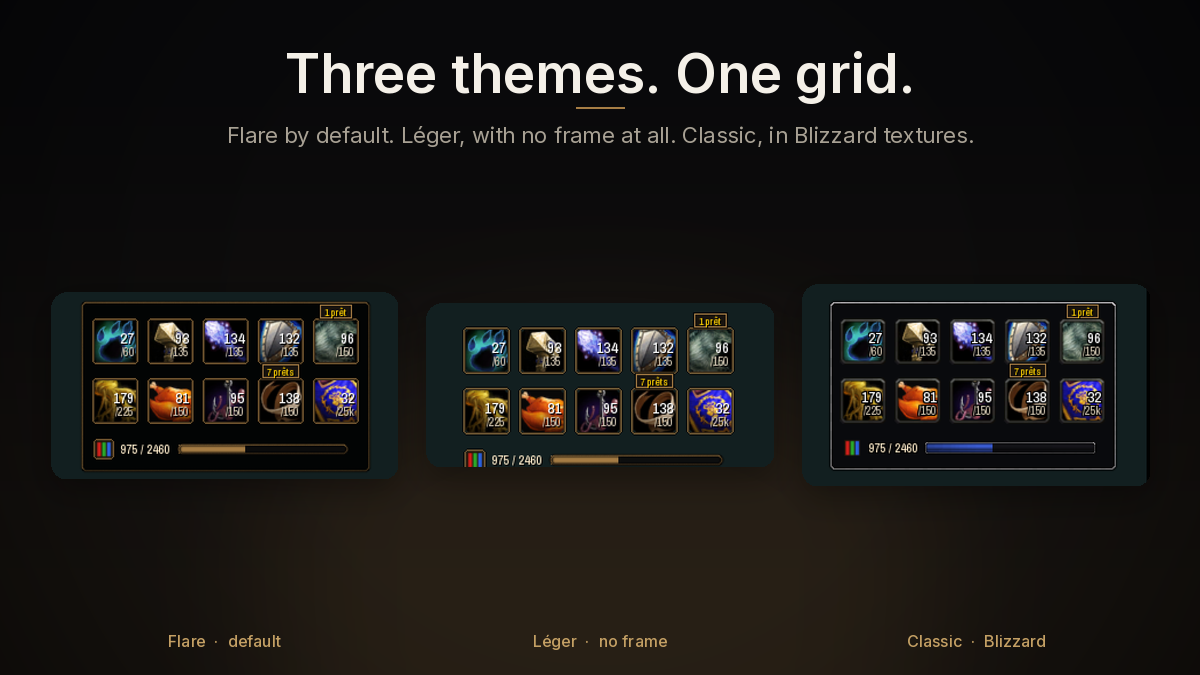 Three themes. One grid.
Flare by default. Léger, with no frame at all. Classic, in Blizzard textures.
1 prêt
27 93 134 132 96
/60 /135 /135 /135 /150
7 prêts
179 81 95 138 32
/225 /150 /150 /150 /25k
975 / 2460
1 prêt
27 93 134 132 96
/60 /135 /135 /135 /150
7 prêts
179 81 95 138 32
/225 /150 /150 /150 /25k
975 / 2460
1 prêt
27 93 134 132 96
/60 /135 /135 /135 /150
7 prêts
179 81 95 138 32
/225 /150 /150 /150 /25k
975 / 2460
Flare · default
Léger · no frame
Classic · Blizzard